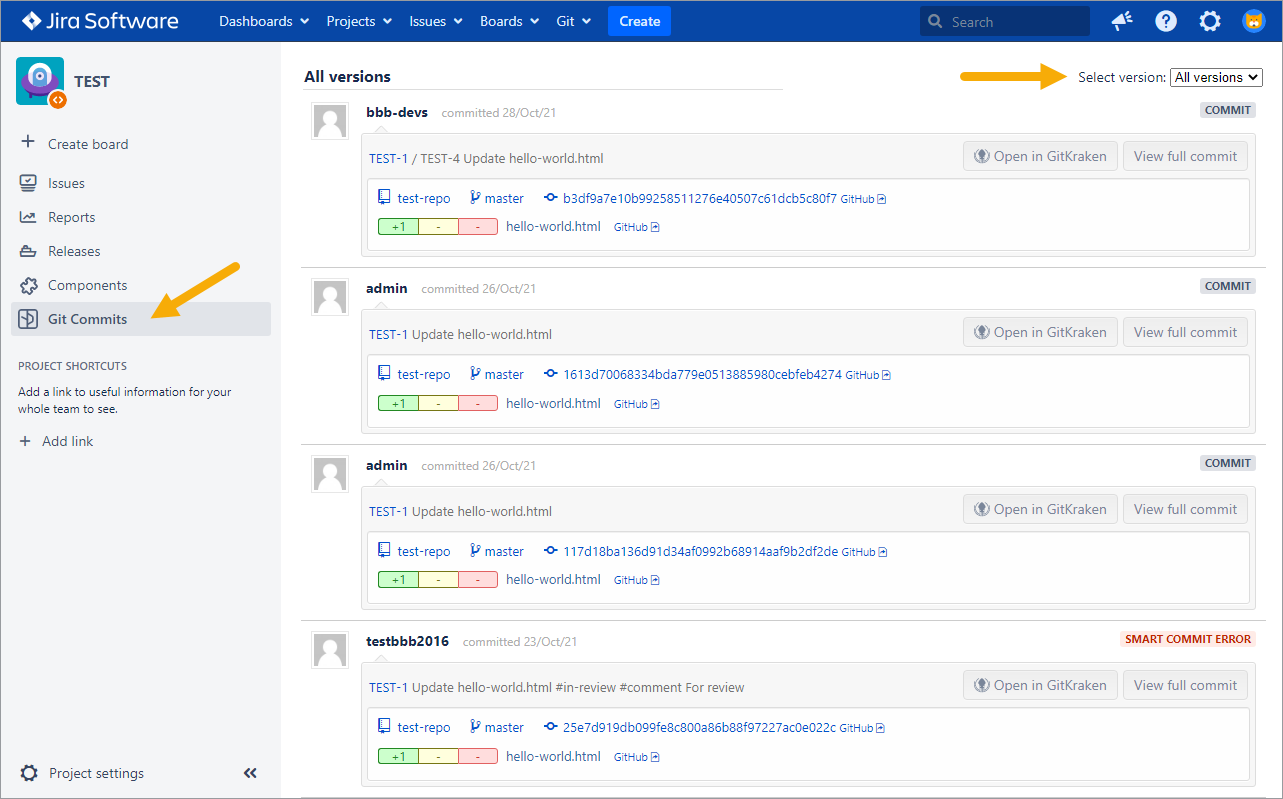 Jira Software Dashboards Projects Issues Boards Git Create Search
TEST
Create board
Issues
Reports
Releases
Components
Git Commits
PROJECT SHORTCUTS
Add a link to useful information for your
whole team to see.
+ Add link
Project settings
All versions
Select version: All versions
bbb-devs committed 28/Oct/21 COMMIT
TEST-1 / TEST-4 Update hello-world.html Open in GitKraken View full commit
test-repo master b3df9a7e10b99258511276e40507c61dcb5c80f7 GitHub
+1 - - hello-world.html GitHub
admin committed 26/Oct/21 COMMIT
TEST-1 Update hello-world.html Open in GitKraken View full commit
test-repo master 1613d70068334bda779e0513885980cebfeb4274 GitHub
+1 - - hello-world.html GitHub
admin committed 26/Oct/21 COMMIT
TEST-1 Update hello-world.html Open in GitKraken View full commit
test-repo master 117d18ba136d91d34af0992b68914aaf9b2df2de GitHub
+1 - - hello-world.html GitHub
testbbb2016 committed 23/Oct/21 SMART COMMIT ERROR
TEST-1 Update hello-world.html #in-review #comment For review Open in GitKraken View full commit
test-repo master 25e7d919db099fe8c800a86b88f97227ac0e022c GitHub
+1 - - hello-world.html GitHub